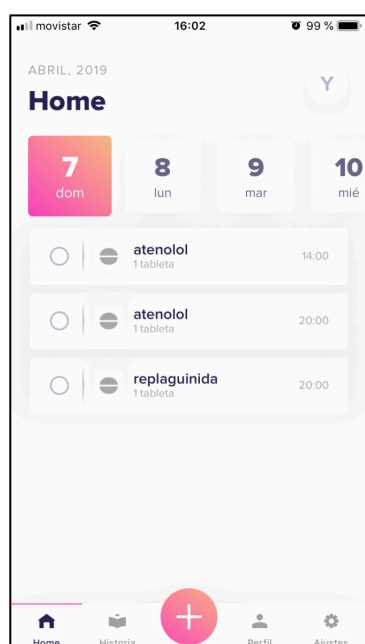 movistar 16:02 99 %
ABRIL, 2019
Home
Y
7 8 9 10
dom lun mar mié
atenolol
1 tableta
14:00
atenolol
1 tableta
20:00
replaguinida
1 tableta
20:00
Home Historia Perfil Ajustes